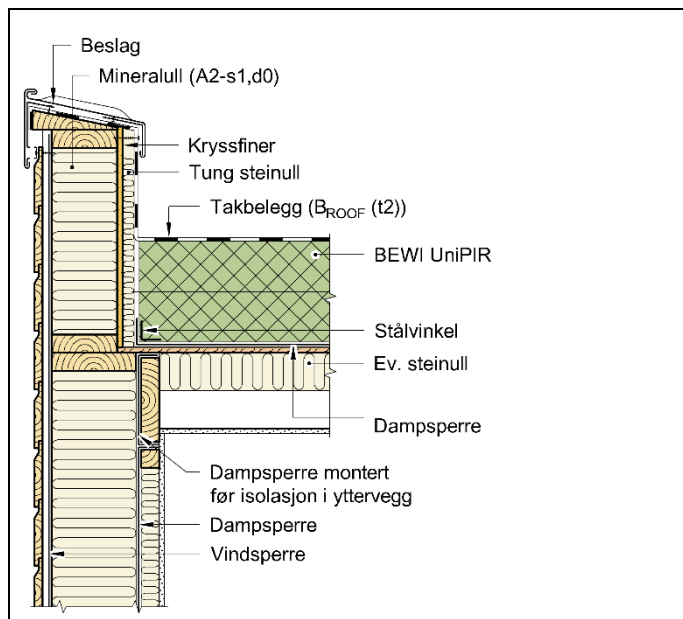 Beslag
Mineralull (A2-s1,d0)
Kryssfiner
Tung steinull
Takbelegg (BROOF (t2))
BEWI UniPIR
Stålvinkel
Ev. steinull
Dampsperre
Dampsperre montert
før isolasjon i yttervegg
Dampsperre
Vindsperre